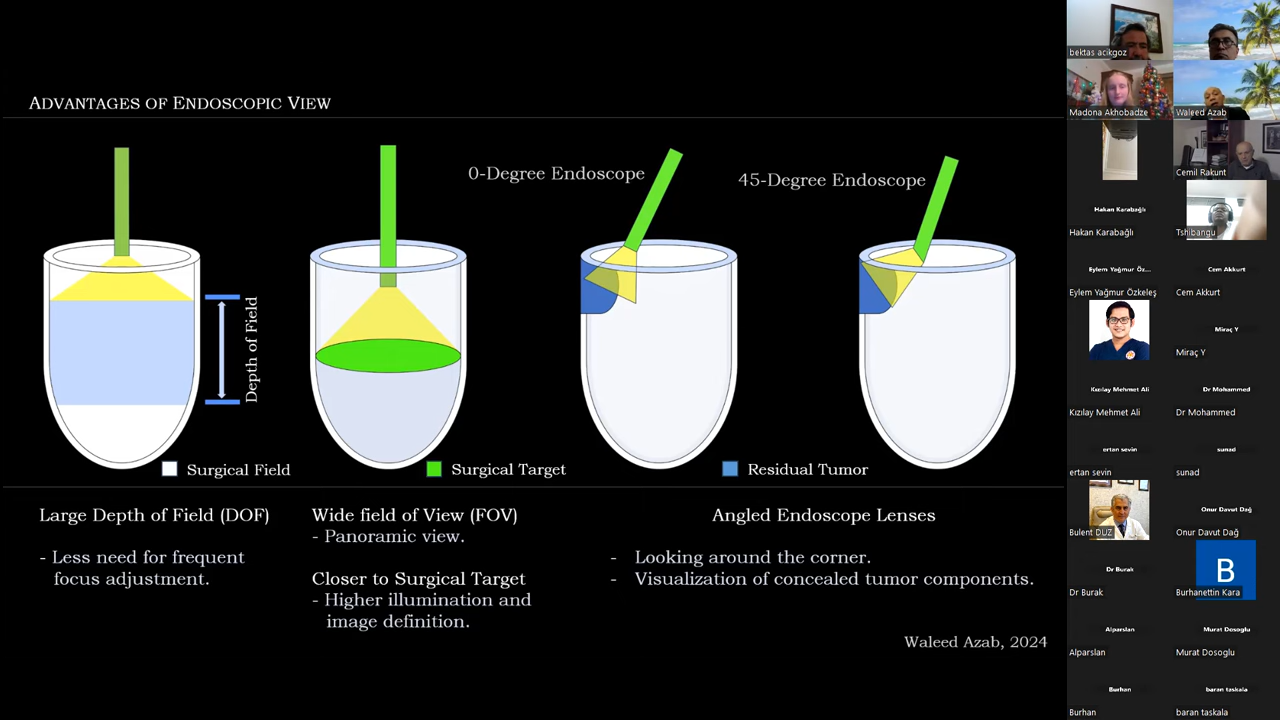 ADVANTAGES OF ENDOSCOPIC VIEW
0-Degree Endoscope
45-Degree Endoscope
Depth of Field
Surgical Field
Surgical Target
Residual Tumor
Large Depth of Field (DOF)
- Less need for frequent
focus adjustment.
Wide field of View (FOV)
- Panoramic view.
Closer to Surgical Target
- Higher illumination and
image definition.
Angled Endoscope Lenses
- Looking around the corner.
- Visualization of concealed tumor components.
Waleed Azab, 2024
bektas acikgoz
Madona Akhobadze
Waleed Azab
Cemil Rakunt
Hakan Karabağlı
Hakan Karabağlı
Tshibangu
Eylem Yağmur Öz...
Eylem Yağmur Özkeleş
Cem Akkurt
Cem Akkurt
Miraç Y
Miraç Y
Kızılay Mehmet Ali
Kızılay Mehmet Ali
Dr Mohammed
Dr Mohammed
ertan sevin
ertan sevin
sunad
sunad
Bulent DUZ
Onur Davut Dağ
Onur Davut Dağ
Dr Burak
Dr Burak
B
Burhanettin Kara
Alparslan
Alparslan
Murat Dosoglu
Murat Dosoglu
Burhan
Burhan
baran taskala
baran taskala